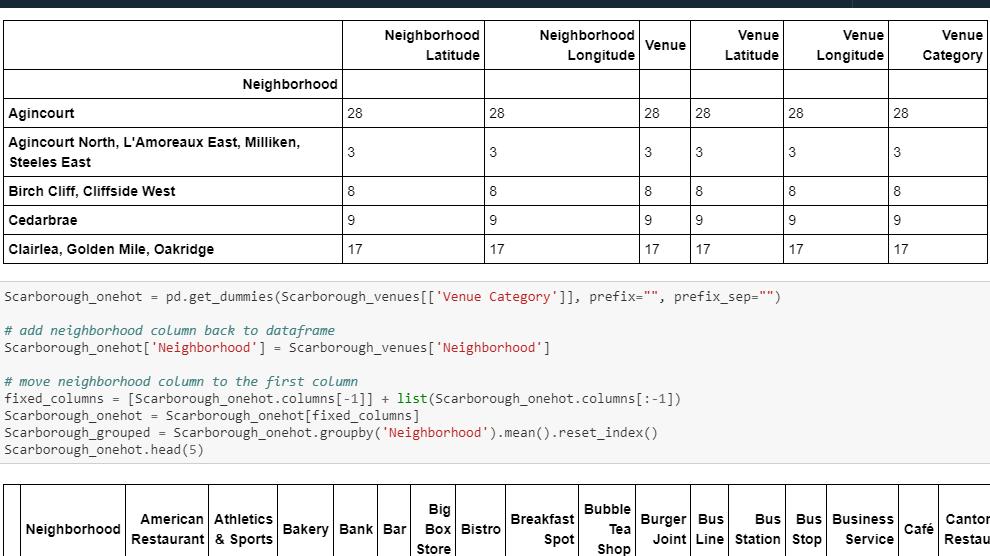 Neighborhood Latitude Neighborhood Longitude Venue Venue Latitude Venue Longitude Venue Category
Neighborhood
Agincourt 28 28 28 28 28 28
Agincourt North, L'Amoreaux East, Milliken,
Steeles East 3 3 3 3 3 3
Birch Cliff, Cliffside West 8 8 8 8 8 8
Cedarbrae 9 9 9 9 9 9
Clairlea, Golden Mile, Oakridge 17 17 17 17 17 17
Scarborough_onehot = pd.get_dummies(Scarborough_venues[['Venue Category']], prefix="", prefix_sep="")
# add neighborhood column back to dataframe
Scarborough_onehot['Neighborhood'] = Scarborough_venues['Neighborhood']
# move neighborhood column to the first column
fixed_columns = [Scarborough_onehot.columns[-1]] + list(Scarborough_onehot.columns[:-1])
Scarborough_onehot = Scarborough_onehot[fixed_columns]
Scarborough_grouped = Scarborough_onehot.groupby('Neighborhood').mean().reset_index()
Scarborough_onehot.head(5)
Neighborhood American Restaurant Athletics & Sports Bakery Bank Bar Big Box Store Bistro Breakfast Spot Bubble Tea Shop Burger Joint Bus Line Bus Station Bus Stop Business Service Café